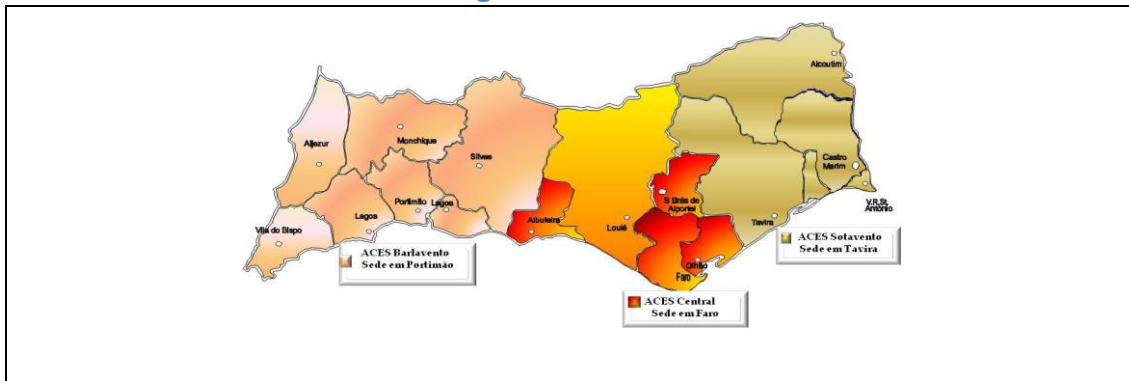 Alcoutim
Aljezur
Monchique
Silves
Castro
Marim
S Brás de
Alportel
V.R.St.
António
Portimão
Lagoa
Lagos
Albufeira
Loulé
Tavira
Vila do Bispo
Olhão
Faro
ACES Barlavento
Sede em Portimão
ACES Sotavento
Sede em Tavira
ACES Central
Sede em Faro